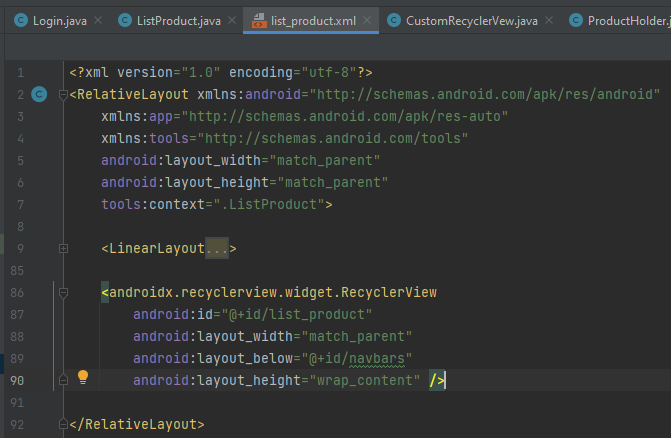 Login.java ListProduct.java list_product.xml CustomRecyclerVew.java ProductHolder.j
1 <?xml version="1.0" encoding="utf-8"?>
2 <RelativeLayout xmlns:android="http://schemas.android.com/apk/res/android"
3 xmlns:app="http://schemas.android.com/apk/res-auto"
4 xmlns:tools="http://schemas.android.com/tools"
5 android:layout_width="match_parent"
6 android:layout_height="match_parent"
7 tools:context=".ListProduct">
8
9 <LinearLayout...>
85
86 <androidx.recyclerview.widget.RecyclerView
87 android:id="@+id/list_product"
88 android:layout_width="match_parent"
89 android:layout_below="@+id/navbars"
90 android:layout_height="wrap_content" />
91
92 </RelativeLayout>